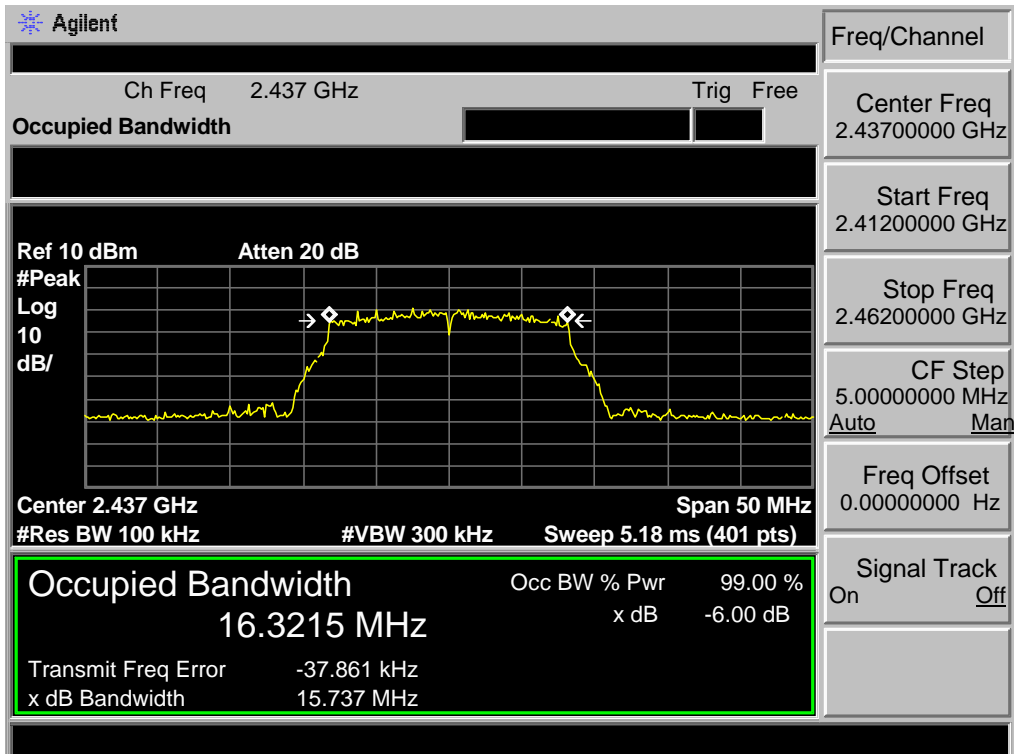 Agilent
Freq/Channel
Ch Freq 2.437 GHz Trig Free
Occupied Bandwidth
Center Freq
2.43700000 GHz
Start Freq
2.41200000 GHz
Ref 10 dBm Atten 20 dB
#Peak
Log
10
dB/
Stop Freq
2.46200000 GHz
CF Step
5.00000000 MHz
Auto Man
Center 2.437 GHz Span 50 MHz
#Res BW 100 kHz #VBW 300 kHz Sweep 5.18 ms (401 pts)
Freq Offset
0.00000000 Hz
Occupied Bandwidth Occ BW % Pwr 99.00 %
16.3215 MHz x dB -6.00 dB
Transmit Freq Error -37.861 kHz
x dB Bandwidth 15.737 MHz
Signal Track
On Off